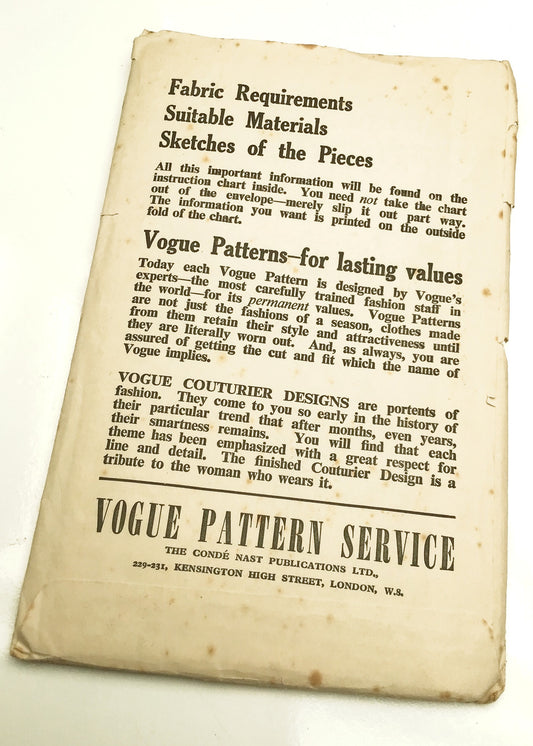 Fabric Requirements
Suitable Materials
Sketches of the Pieces
All this important information will be found on the
instruction chart inside. You need not take the chart
out of the envelope—merely slip it out part way.
The information you want is printed on the outside
fold of the chart.
Vogue Patterns—for lasting values
Today each Vogue Pattern is designed by Vogue's
experts—the most carefully trained fashion staff in
the world—for its permanent values. Vogue Patterns
are not just the fashions of a season, clothes made
from them retain their style and attractiveness until
they are literally worn out. And, as always, you are
assured of getting the cut and fit which the name of
Vogue implies.
VOGUE COUTURIER DESIGNS are portents of
fashion. They come to you so early in the history of
their particular trend that after months, even years,
their smartness remains. You will find that each
theme has been emphasized with a great respect for
line and detail. The finished Couturier Design is a
tribute to the woman who wears it.
VOGUE PATTERN SERVICE
THE CONDÉ NAST PUBLICATIONS LTD.,
229-231, KENSINGTON HIGH STREET, LONDON, W.8.